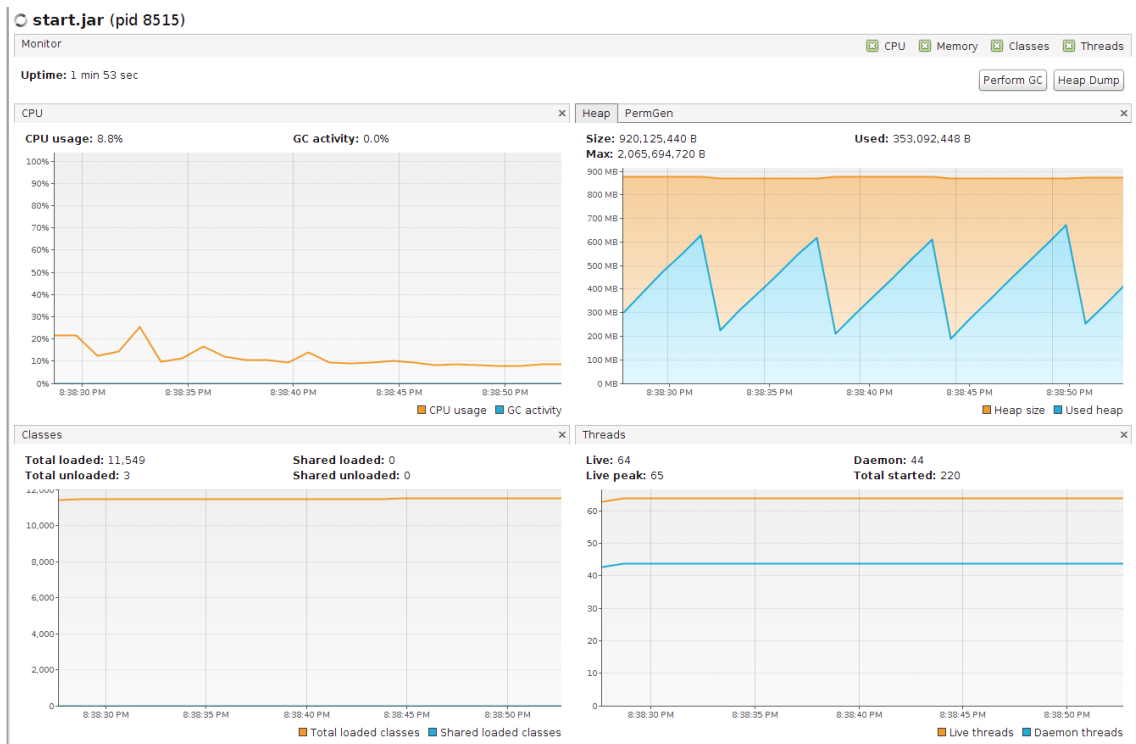 start.jar (pid 8515)
Monitor
CPU Memory Classes Threads
Uptime: 1 min 53 sec
Perform GC Heap Dump
CPU
CPU usage: 8.8% GC activity: 0.0%
100%
90%
80%
70%
60%
50%
40%
30%
20%
10%
0%
8:38:30 PM 8:38:35 PM 8:38:40 PM 8:38:45 PM 8:38:50 PM
CPU usage GC activity
Heap PermGen
Size: 920,125,440 B Used: 353,092,448 B
Max: 2,065,694,720 B
900 MB
800 MB
700 MB
600 MB
500 MB
400 MB
300 MB
200 MB
100 MB
0 MB
8:38:30 PM 8:38:35 PM 8:38:40 PM 8:38:45 PM 8:38:50 PM
Heap size Used heap
Classes
Total loaded: 11,549 Shared loaded: 0
Total unloaded: 3 Shared unloaded: 0
12,000
10,000
8,000
6,000
4,000
2,000
0
8:38:30 PM 8:38:35 PM 8:38:40 PM 8:38:45 PM 8:38:50 PM
Total loaded classes Shared loaded classes
Threads
Live: 64 Daemon: 44
Live peak: 65 Total started: 220
60
50
40
30
20
10
0
8:38:30 PM 8:38:35 PM 8:38:40 PM 8:38:45 PM 8:38:50 PM
Live threads Daemon threads